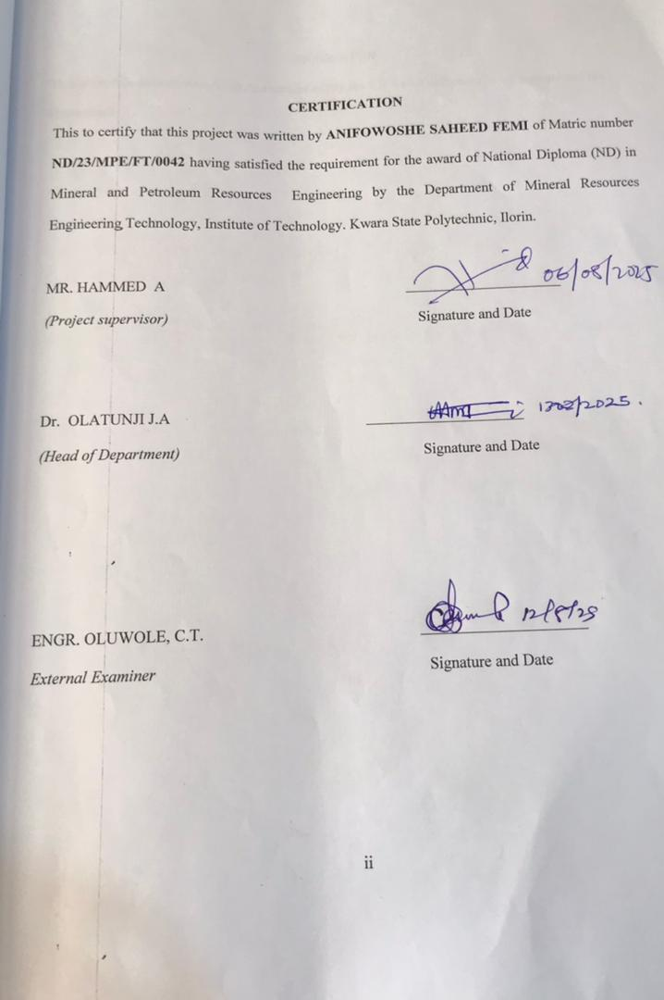 CERTIFICATION
This to certify that this project was written by ANIFOWOSHE SAHEED FEMI of Matric number
ND/23/MPE/FT/0042 having satisfied the requirement for the award of National Diploma (ND) in
Mineral and Petroleum Resources Engineering by the Department of Mineral Resources
Engineering Technology, Institute of Technology. Kwara State Polytechnic, Ilorin.
06/08/2025
MR. HAMMED A
(Project supervisor)
Signature and Date
Dr. OLATUNJI J.A
(Head of Department)
Signature and Date
12/8/25
ENGR. OLUWOLE, C.T.
External Examiner
Signature and Date
ii